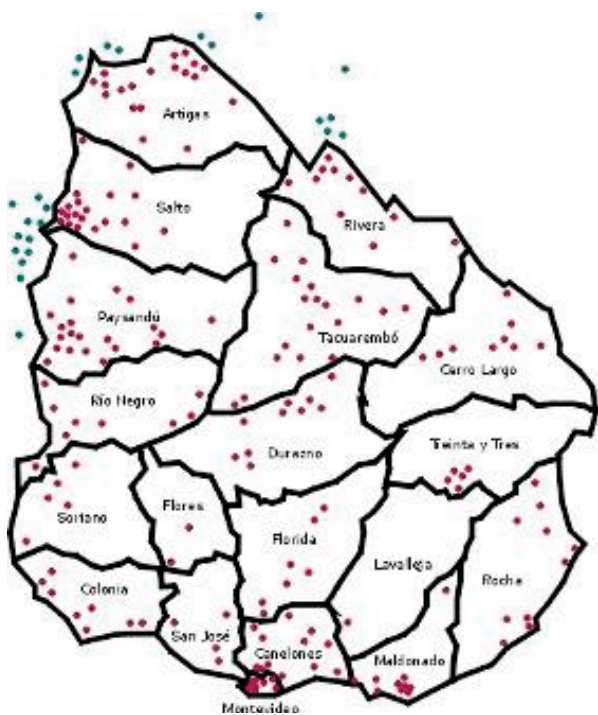 Artigas
Salto
Rivera
Paysandú
Tacuarembó
Cerro Largo
Río Negro
Durazno
Treinta y Tres
Soriano
Flores
Florida
Lavalleja
Colonia
Rocha
San José
Canelones
Maldonado
Montevideo